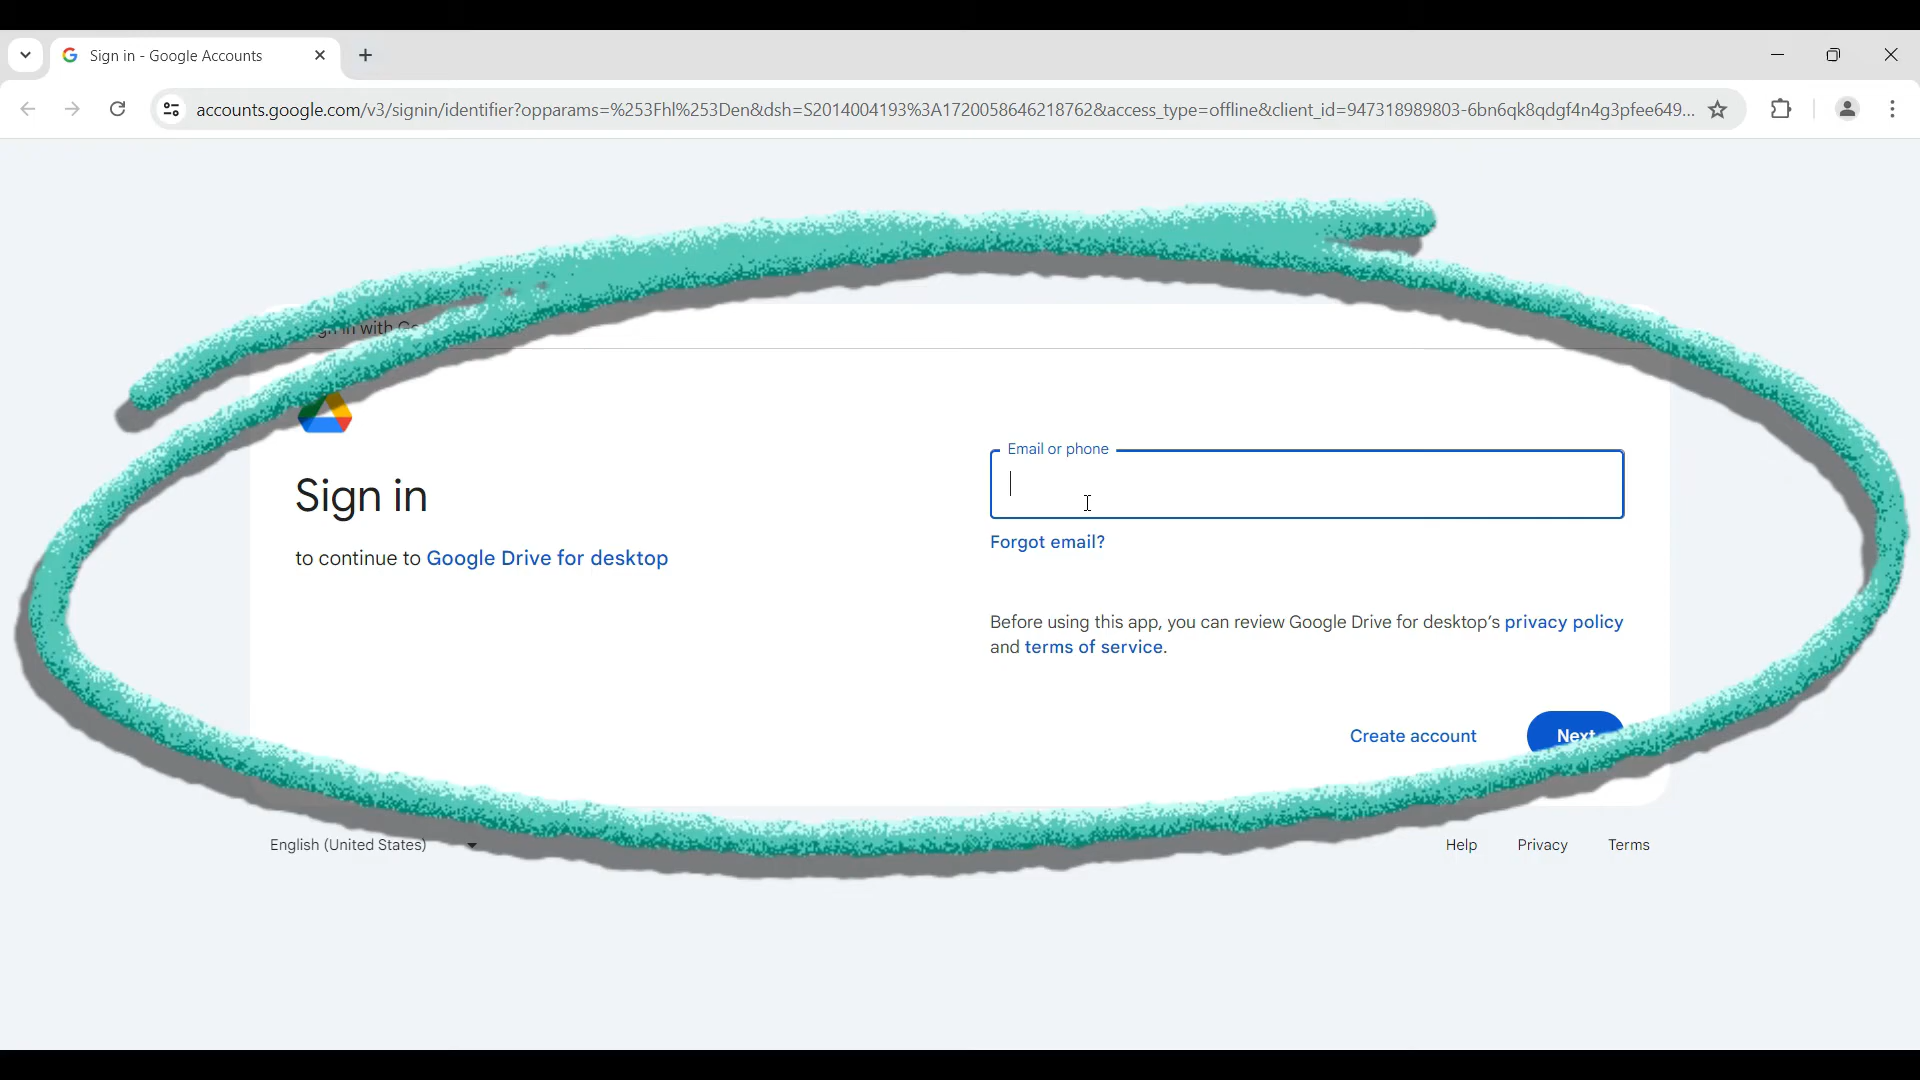 Sign in - Google Accounts
accounts.google.com/v3/signin/identifier?opparams=%253Fhl%253Den&dsh=S2014004193%3A1720058646218762&access_type=offline&client_id=947318989803-6bn6qk8qdgf4n4g3pfee649...
in with
Sign in
to continue to Google Drive for desktop
Email or phone
Forgot email?
Before using this app, you can review Google Drive for desktop's privacy policy
and terms of service.
Create account
Next
English (United States)
Help
Privacy
Terms